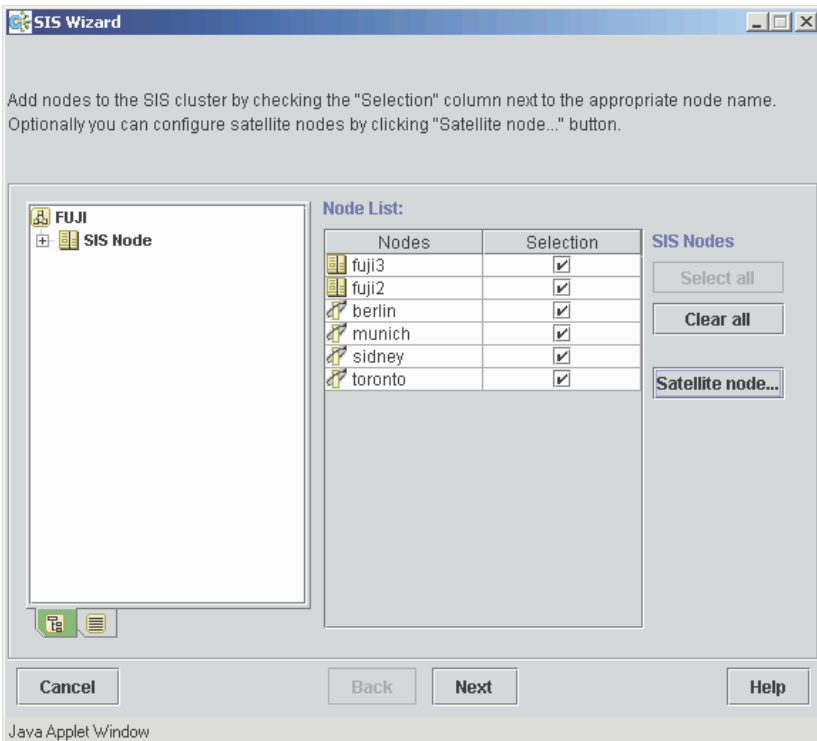 SIS Wizard
Add nodes to the SIS cluster by checking the "Selection" column next to the appropriate node name.
Optionally you can configure satellite nodes by clicking "Satellite node..." button.
FUJI
SIS Node
Node List:
Nodes Selection
fuji3
fuji2
berlin
munich
sidney
toronto
SIS Nodes
Select all
Clear all
Satellite node...
Cancel
Back
Next
Help
Java Applet Window